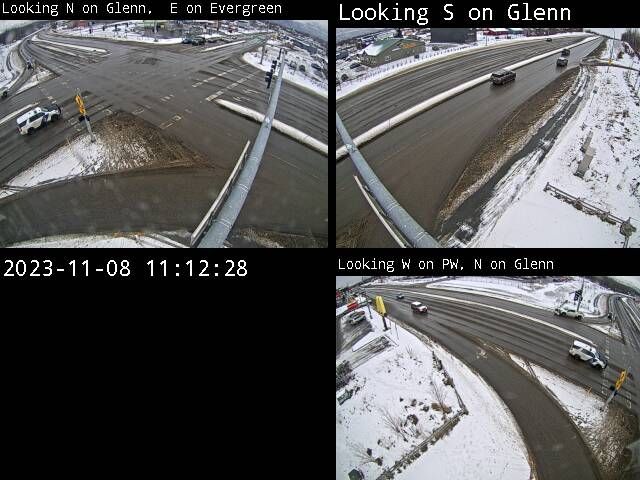 Looking N on Glenn,  E on Evergreen
Looking S on Glenn
2023-11-08 11:12:28
Looking W on PW, N on Glenn